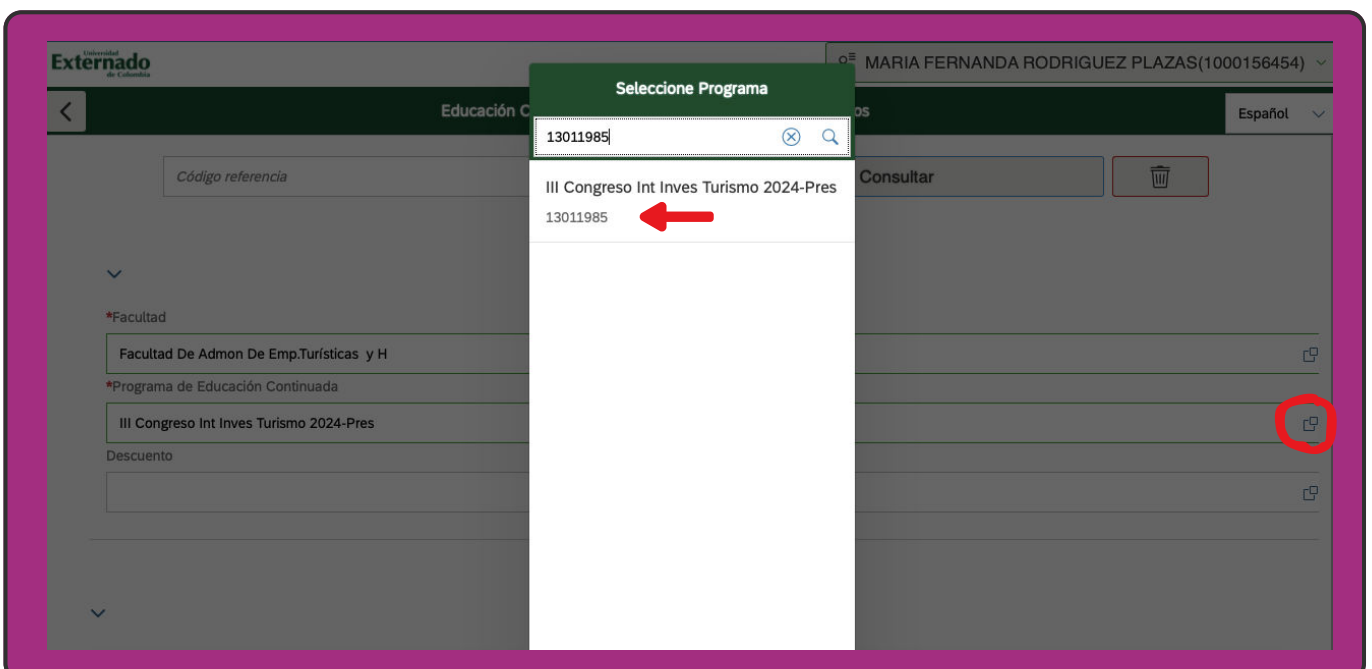 Universidad
Externado
de Colombia
MARIA FERNANDA RODRIGUEZ PLAZAS(1000156454)
Seleccione Programa
Educación C
os
Español
13011985
Código referencia
Consultar
III Congreso Int Inves Turismo 2024-Pres
13011985
*Facultad
Facultad De Admon De Emp.Turísticas y H
*Programa de Educación Continuada
III Congreso Int Inves Turismo 2024-Pres
Descuento